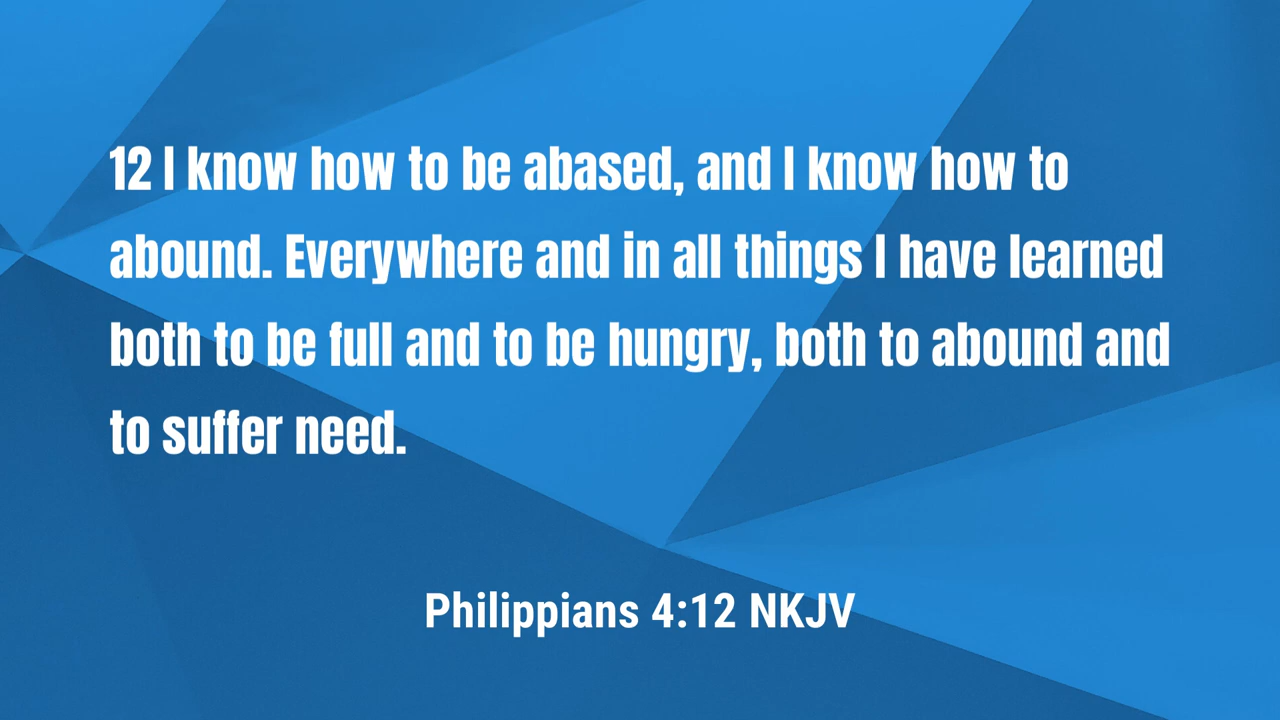 12 I know how to be abased, and I know how to
abound. Everywhere and in all things I have learned
both to be full and to be hungry, both to abound and
to suffer need.
Philippians 4:12 NKJV